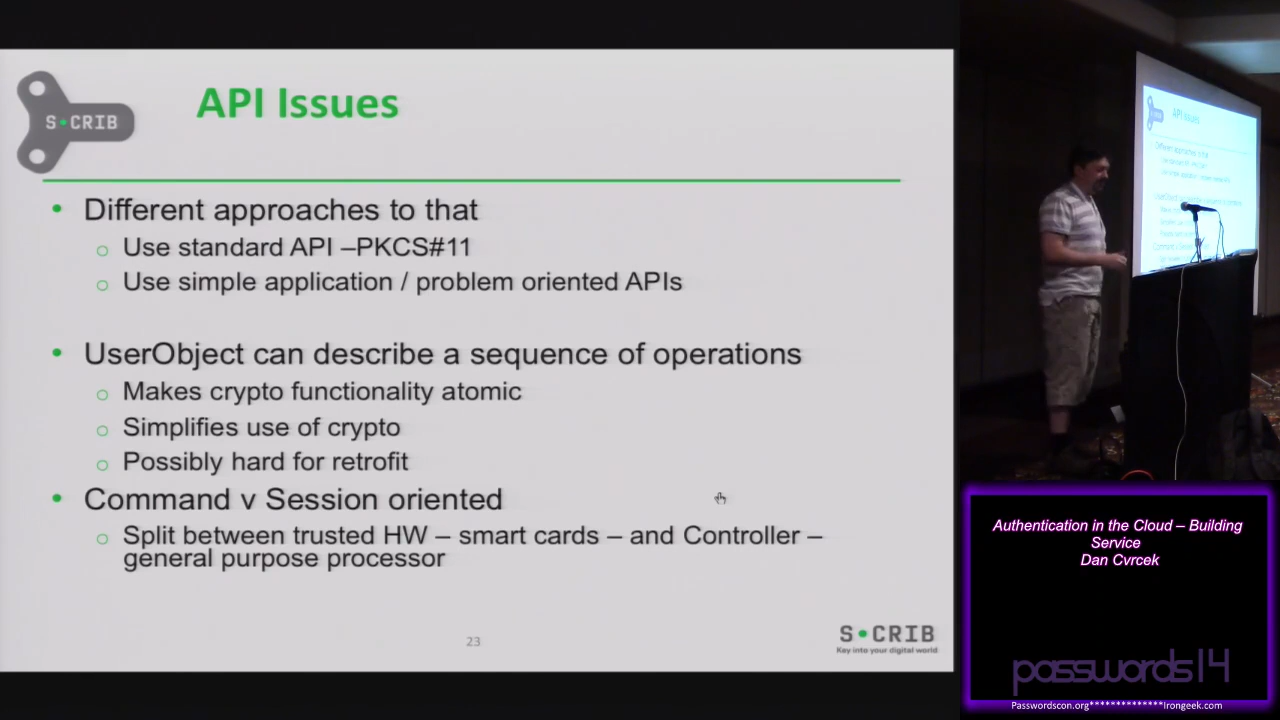 S•CRIB
API Issues
• Different approaches to that
○ Use standard API –PKCS#11
○ Use simple application / problem oriented APIs
• UserObject can describe a sequence of operations
○ Makes crypto functionality atomic
○ Simplifies use of crypto
○ Possibly hard for retrofit
• Command v Session oriented
○ Split between trusted HW – smart cards – and Controller –
general purpose processor
23
S•CRIB
Key into your digital world
API Issues
Authentication in the Cloud – Building
Service
Dan Cvrcek
passwords14
Passwordscon.org**************Irongeek.com